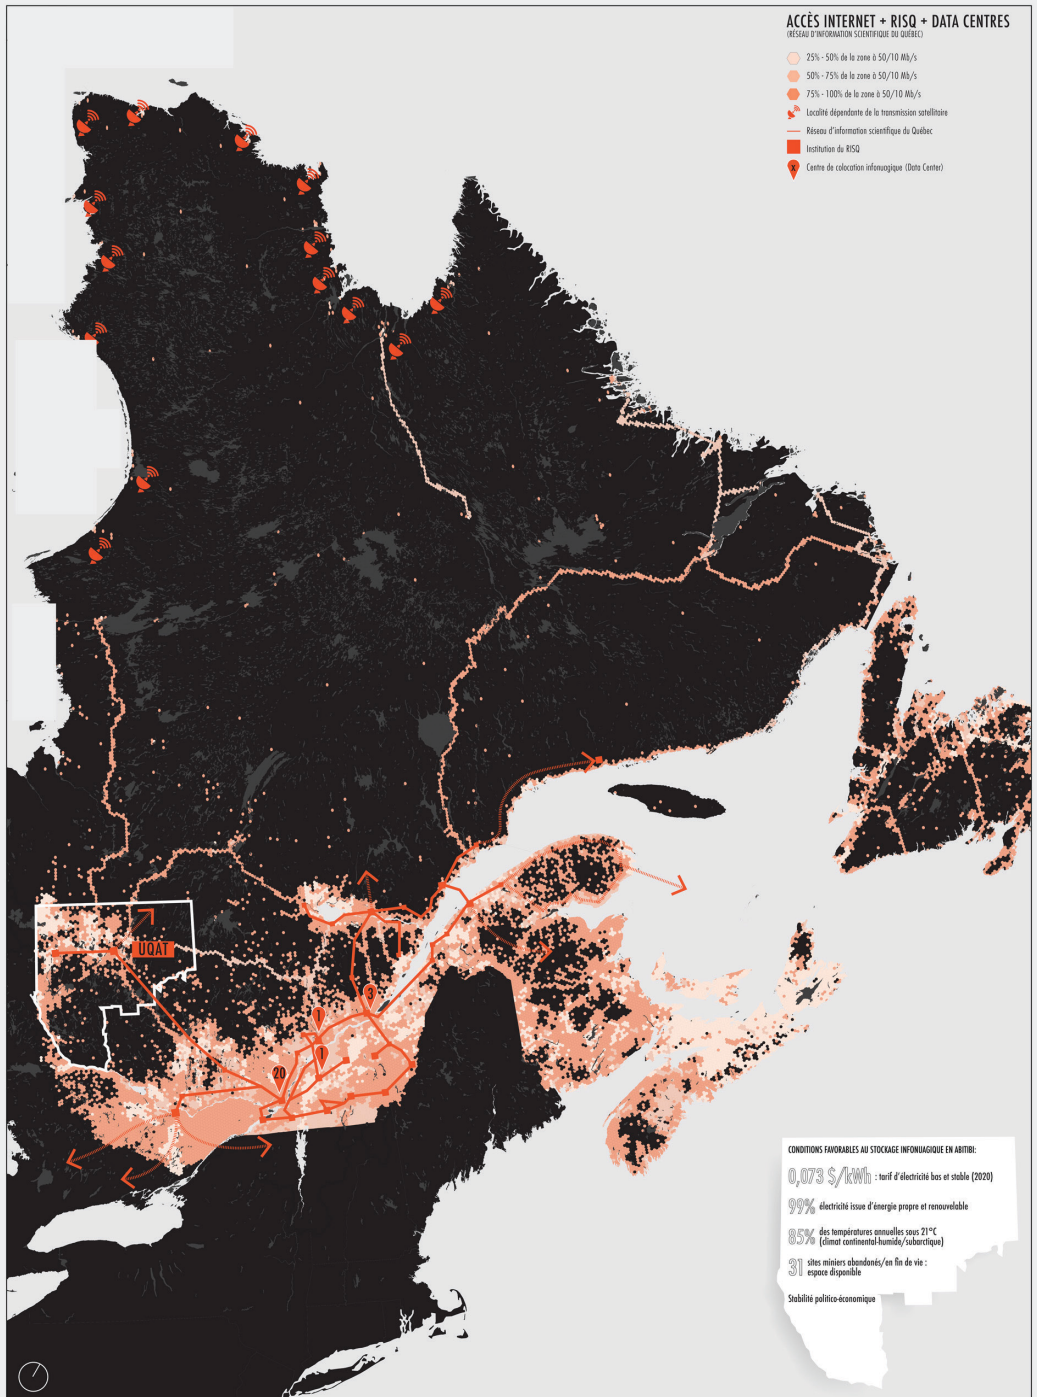 ACCÈS INTERNET + RISQ + DATA CENTRES
(RÉSEAU D'INFORMATION SCIENTIFIQUE DU QUÉBEC)
25% - 50% de la zone à 50/10 Mb/s
50% - 75% de la zone à 50/10 Mb/s
75% - 100% de la zone à 50/10 Mb/s
Localité dépendante de la transmission satellitaire
Réseau d'information scientifique du Québec
Institution du RISQ
X
Centre de colocation infonuagique (Data Center)
UQAT
3
1
1
20
CONDITIONS FAVORABLES AU STOCKAGE INFONUAGIQUE EN ABITIBI:
0,073 $/kWh : tarif d'électricité bas et stable (2020)
99% électricité issue d'énergie propre et renouvelable
85% des températures annuelles sous 21°C
(climat continental-humide/subarctique)
31 sites miniers abandonnés/en fin de vie :
espace disponible
Stabilité politico-économique